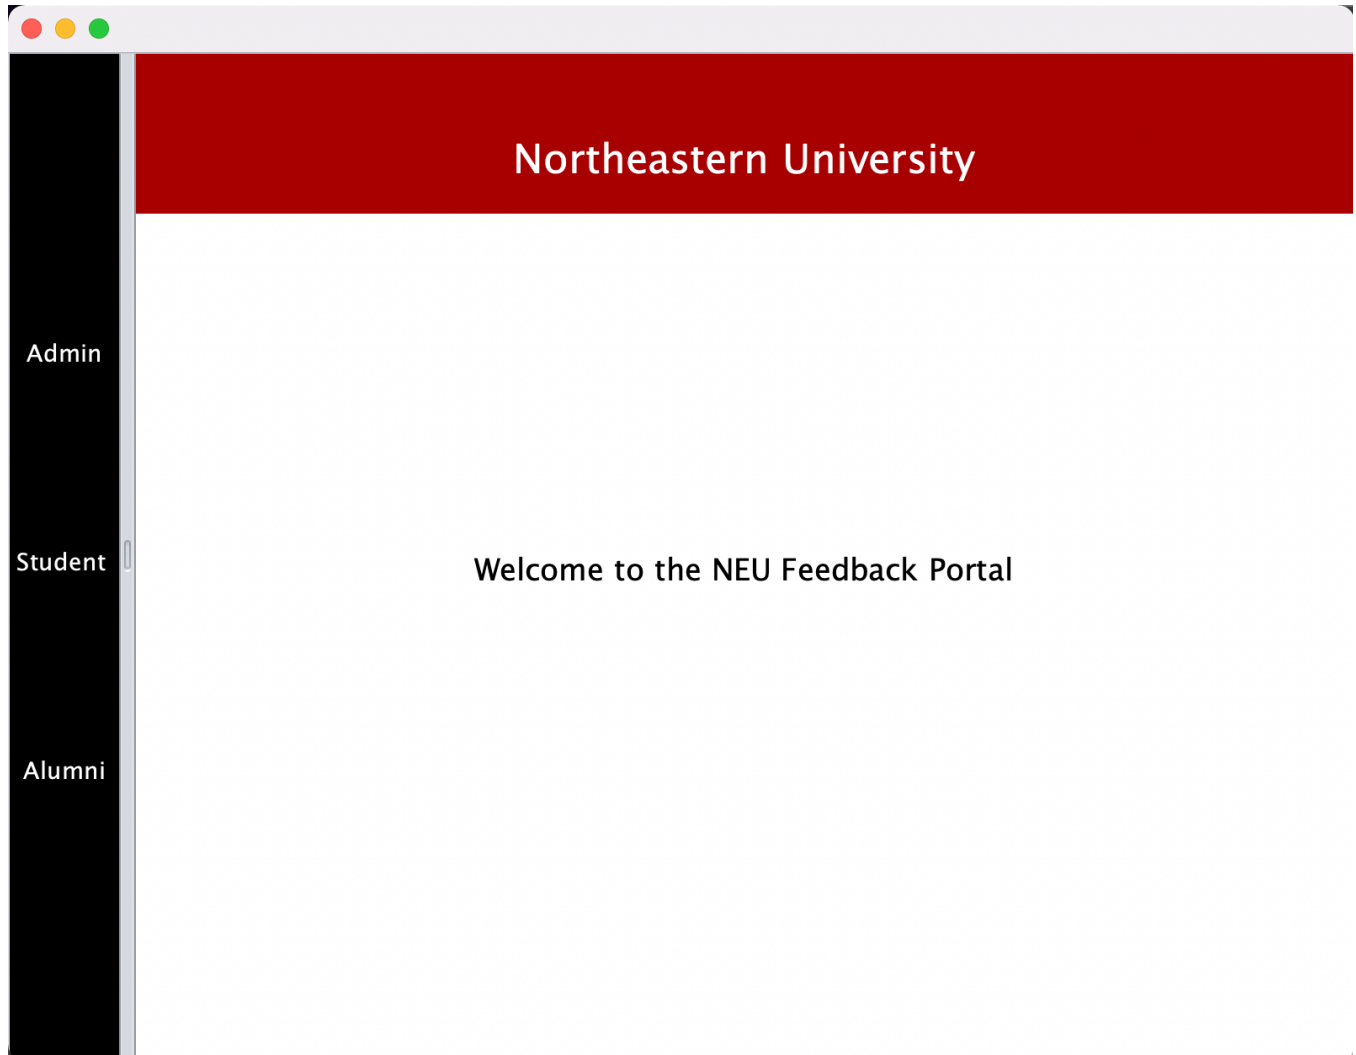 Northeastern University
Admin
Student
Welcome to the NEU Feedback Portal
Alumni